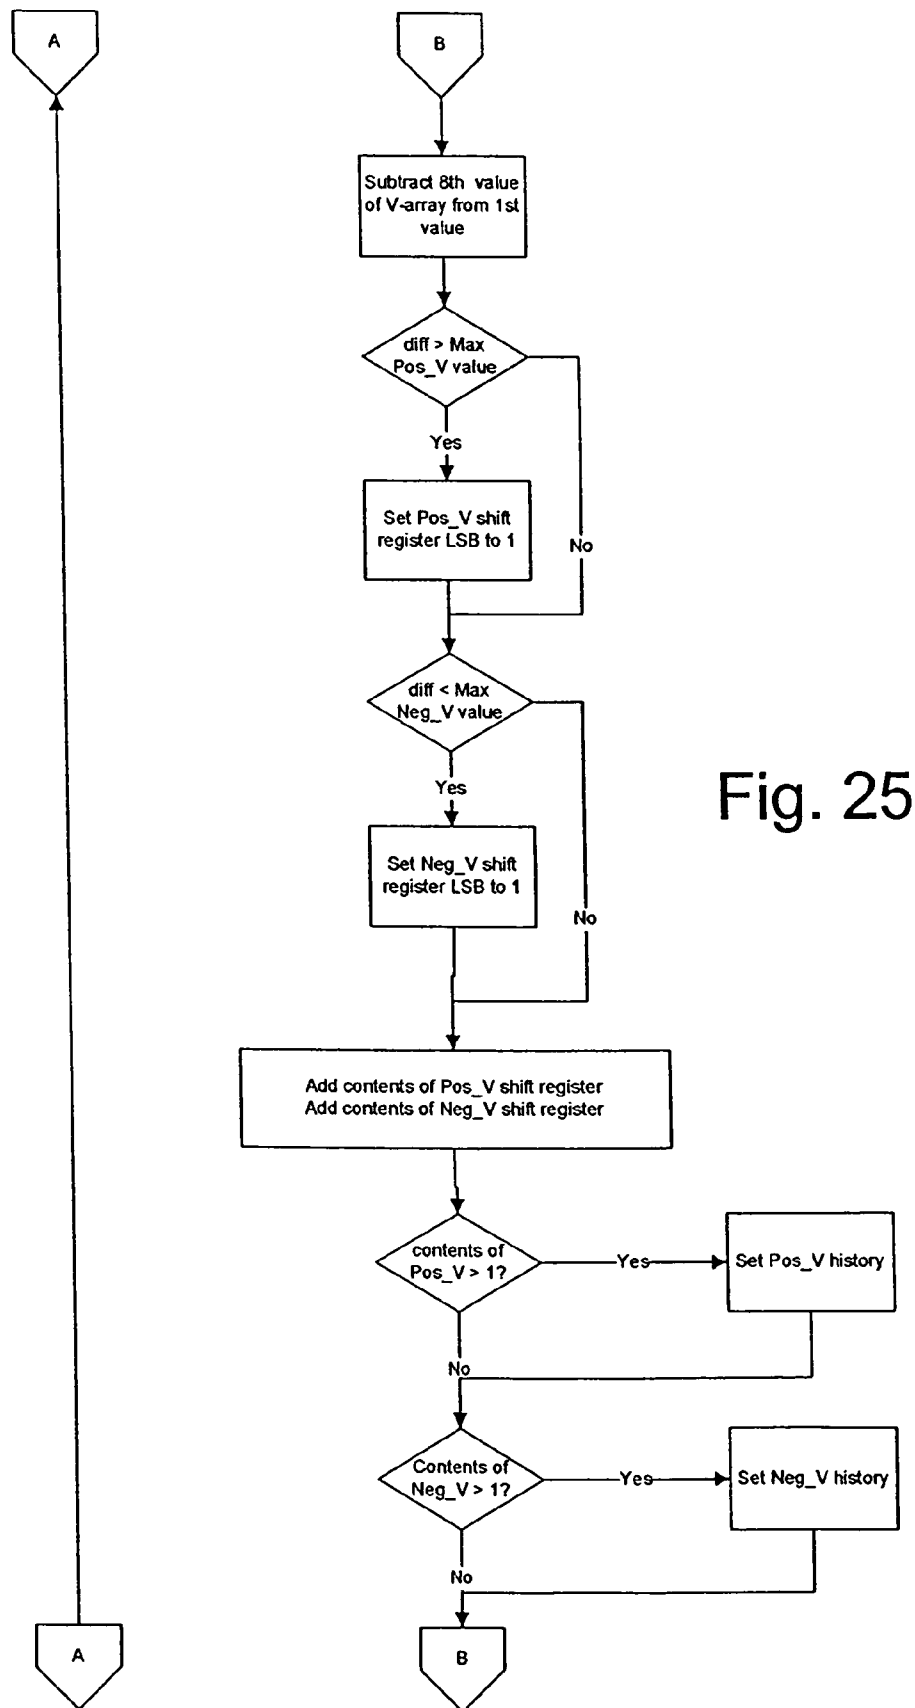 A
B
Subtract 8th value
of V-array from 1st
value
diff > Max
Pos_V value
Yes
Set Pos_V shift
register LSB to 1
No
diff < Max
Neg_V value
Yes
Set Neg_V shift
register LSB to 1
No
Fig. 25
Add contents of Pos_V shift register
Add contents of Neg_V shift register
contents of
Pos_V > 1?
Yes
Set Pos_V history
No
Contents of
Neg_V > 1?
Yes
Set Neg_V history
No
A
B